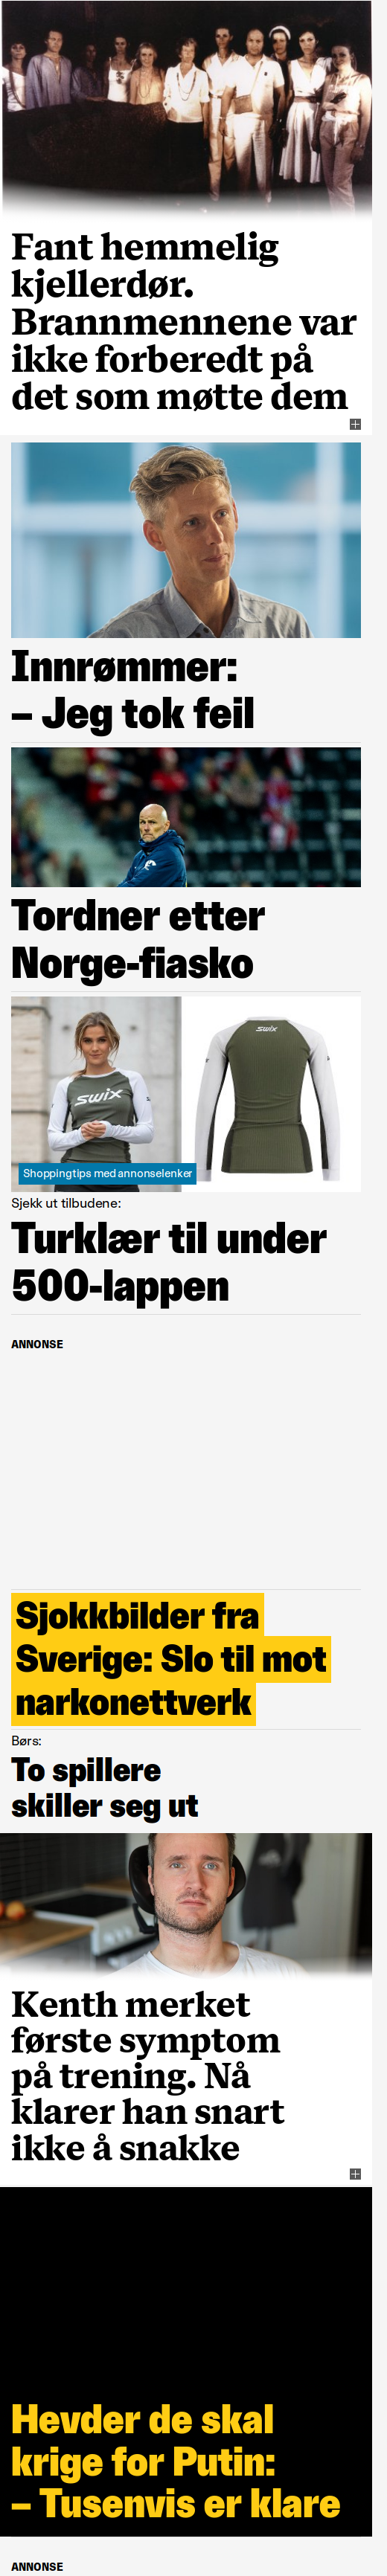 Fant hemmelig
kjellerdør.
Brannmennene var
ikke forberedt på
det som møtte dem
Innrømmer:
– Jeg tok feil
Tordner etter
Norge-fiasko
swix
swix
Shoppingtips med annonselenker
Sjekk ut tilbudene:
Turklær til under
500-lappen
ANNONSE
Sjokkbilder fra
Sverige: Slo til mot
narkonettverk
Børs:
To spillere
skiller seg ut
Kenth merket
første symptom
på trening. Nå
klarer han snart
ikke å snakke
Hevder de skal
krige for Putin:
– Tusenvis er klare
ANNONSE